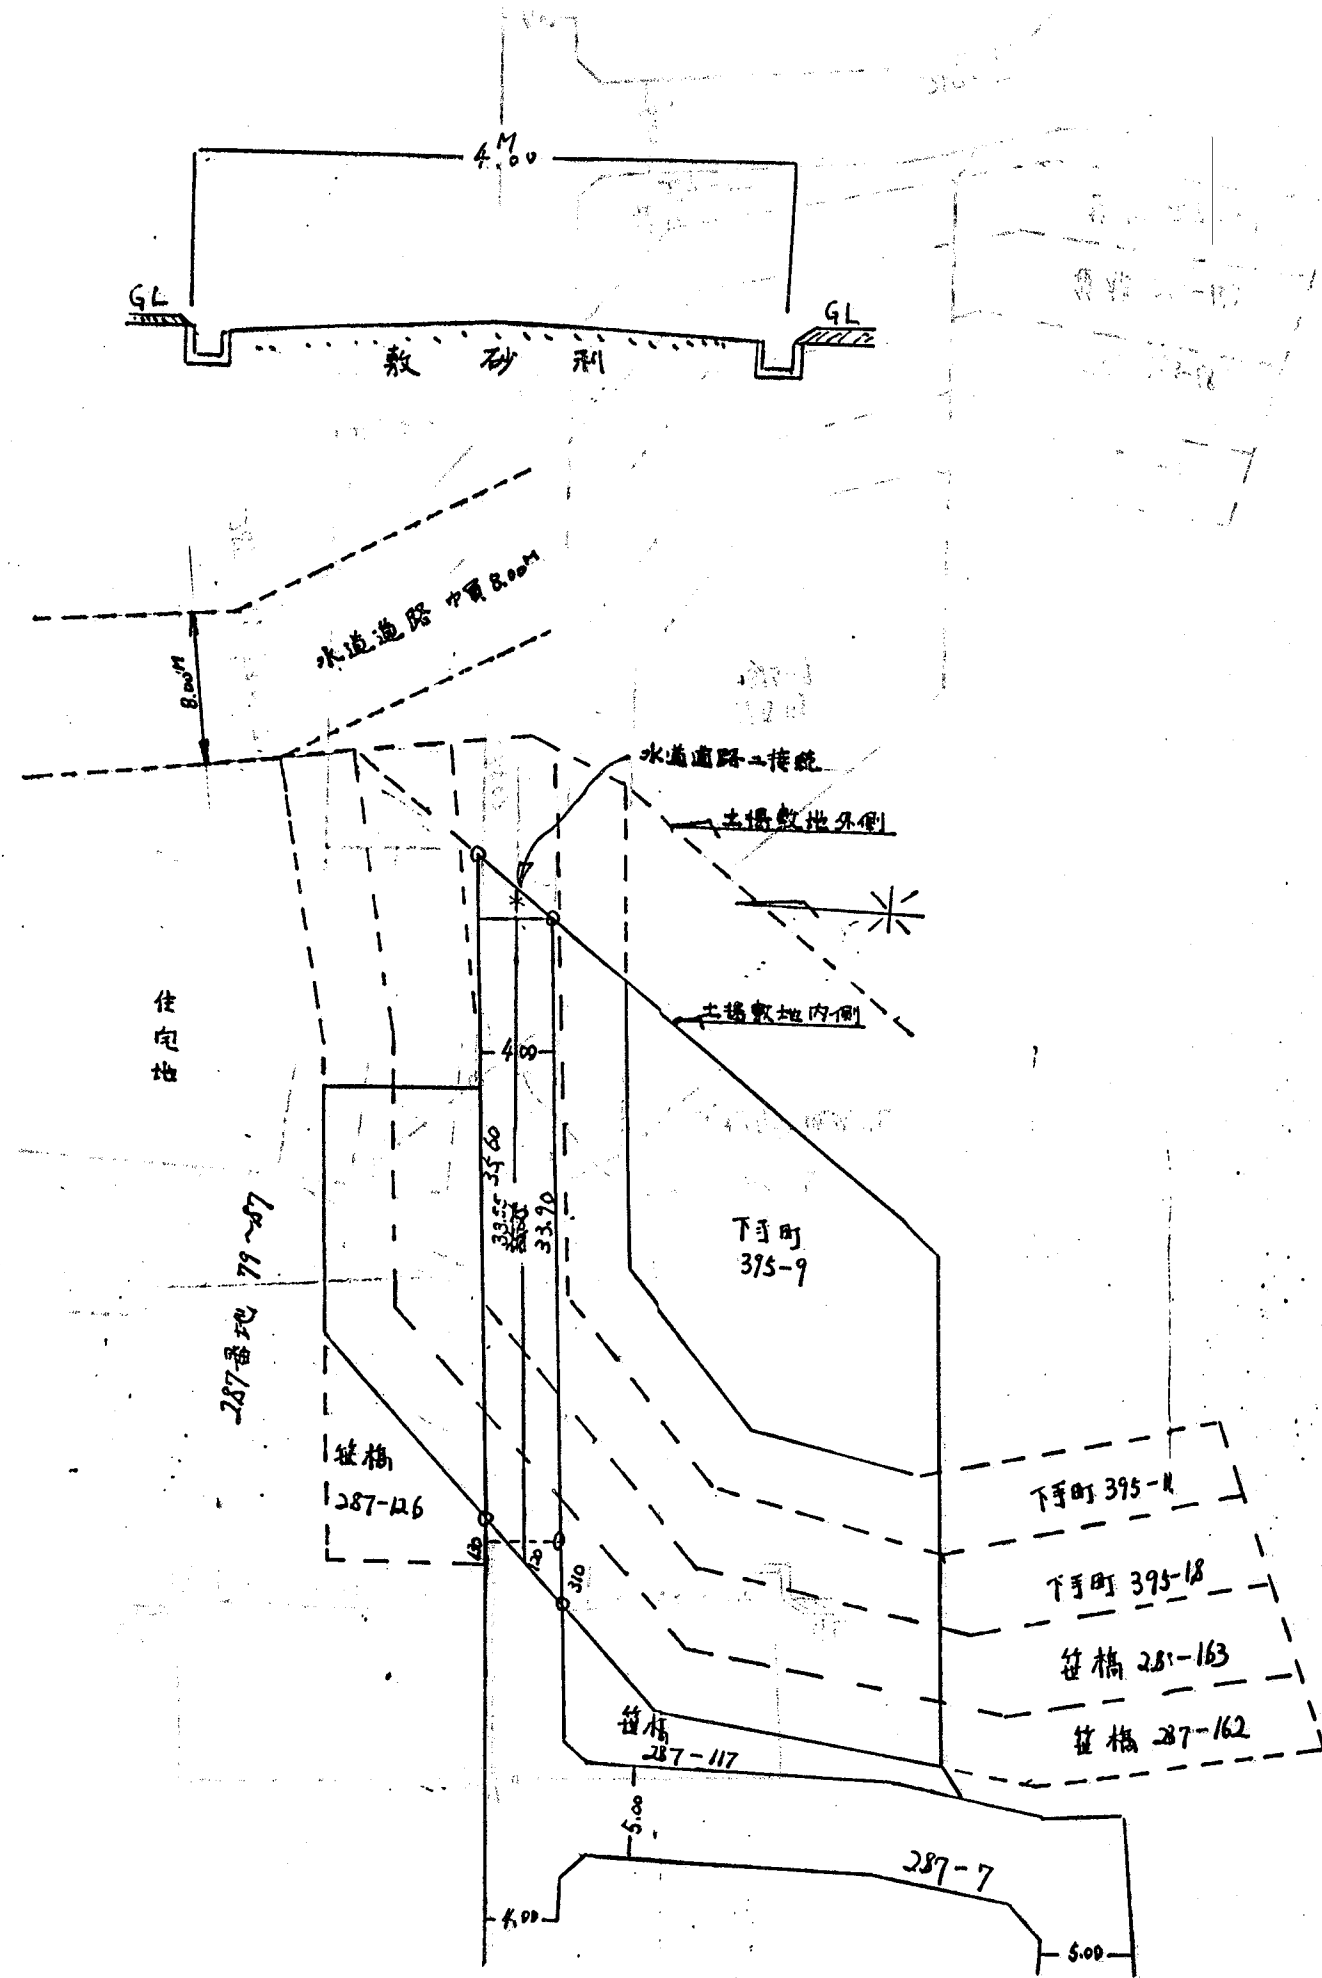 4.00M
GL
GL
敷 砂 利
水道道路 巾員8.00M
8.00M
水道道路ニ接続
土揚敷地外側
土揚敷地内側
住宅地
4.00
35.60
33.90
下手町
395-9
287番地 79~87
笹橋
287-126
1.30
3.10
下手町 395-11
下手町 395-18
笹橋 287-163
笹橋 287-162
笹橋
287-117
5.00
287-7
4.00
5.00